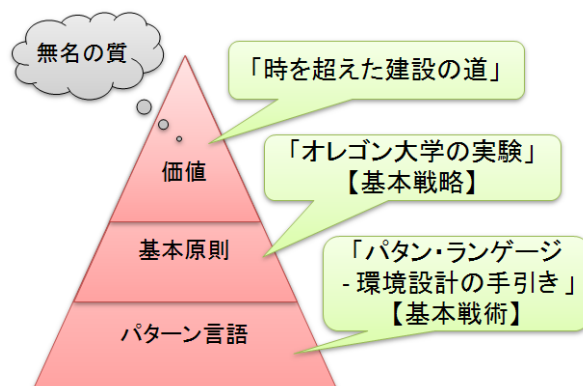 無名の質
「時を超えた建設の道」
価値
「オレゴン大学の実験」
【基本戦略】
基本原則
「パタン・ランゲージ
- 環境設計の手引き」
【基本戦術】
パターン言語